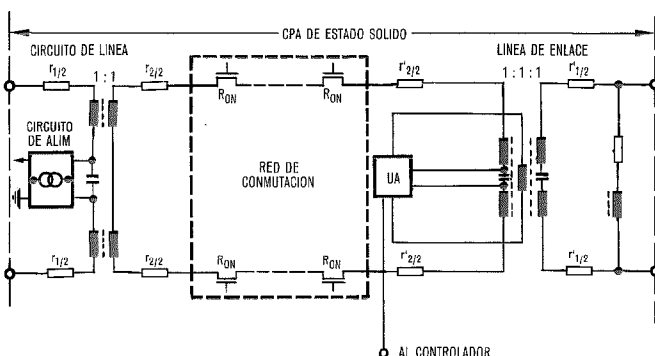 CPA DE ESTADO SOLIDO
CIRCUITO DE LINEA
LINEA DE ENLACE
r1/2
1 : 1
r2/2
RON
RON
r'2/2
1 : 1 : 1
r'1/2
CIRCUITO
DE ALIM
RED DE
CONMUTACION
UA
r1/2
r2/2
RON
RON
r'2/2
r'1/2
AL CONTROLADOR